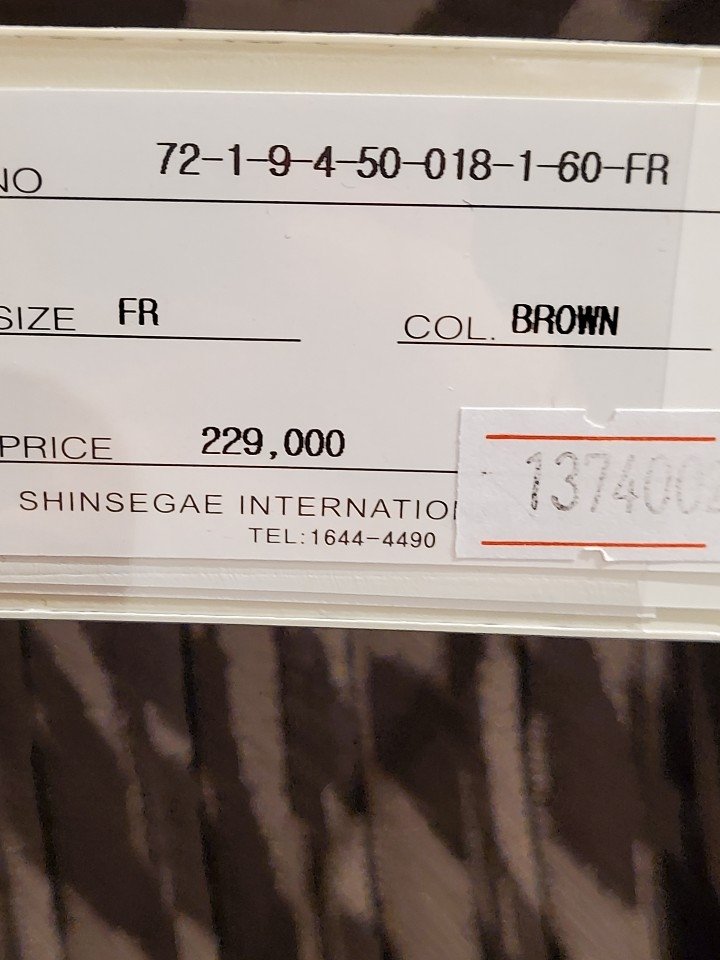 NO 72-1-9-4-50-018-1-60-FR
SIZE FR COL. BROWN
PRICE 229,000
SHINSEGAE INTERNATIO
TEL:1644-4490
137400